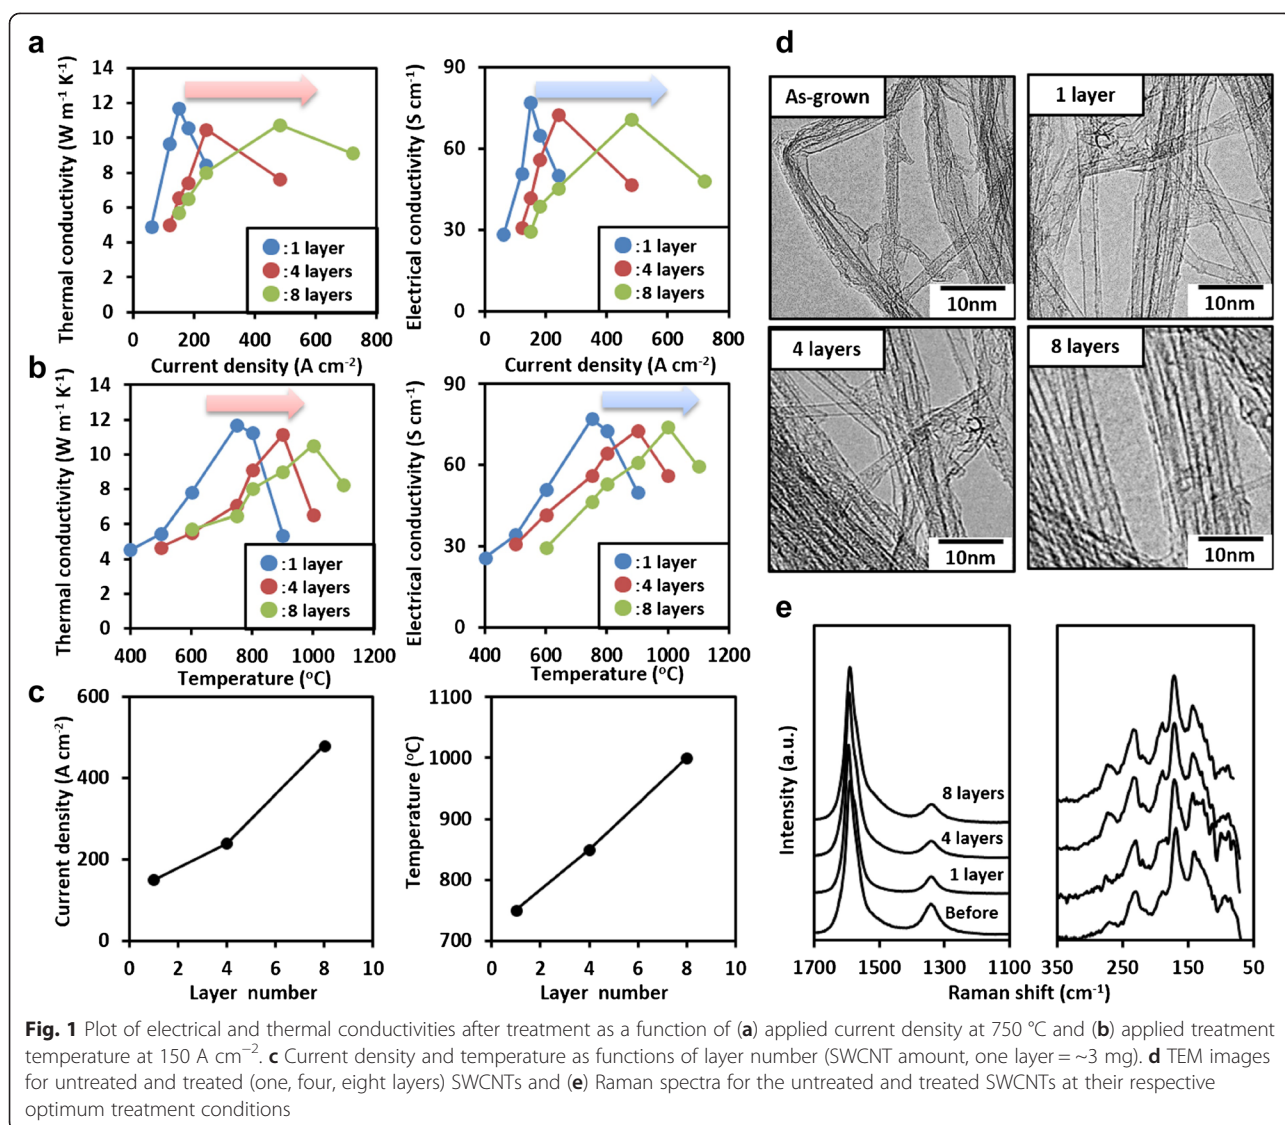 a
Thermal conductivity (W m-1 K-1)
14
12
10
8
6
4
2
0
0 200 400 600 800
Current density (A cm-2)
:1 layer
:4 layers
:8 layers
Electrical conductivity (S cm-1)
90
60
30
0
0 200 400 600 800
Current density (A cm-2)
:1 layer
:4 layers
:8 layers
b
Thermal conductivity (W m-1 K-1)
14
12
10
8
6
4
2
0
400 600 800 1000 1200
Temperature (oC)
:1 layer
:4 layers
:8 layers
Electrical conductivity (S cm-1)
90
60
30
0
400 600 800 1000 1200
Temperature (oC)
:1 layer
:4 layers
:8 layers
c
Current density (A cm-2)
600
400
200
0
0 2 4 6 8 10
Layer number
Temperature (oC)
1100
1000
900
800
700
0 2 4 6 8 10
Layer number
d
As-grown
10nm
1 layer
10nm
4 layers
10nm
8 layers
10nm
e
Intensity (a.u.)
8 layers
4 layers
1 layer
Before
1700 1500 1300 1100
350 250 150 50
Raman shift (cm-1)
Fig. 1 Plot of electrical and thermal conductivities after treatment as a function of (a) applied current density at 750 °C and (b) applied treatment
temperature at 150 A cm−2. c Current density and temperature as functions of layer number (SWCNT amount, one layer = ~3 mg). d TEM images
for untreated and treated (one, four, eight layers) SWCNTs and (e) Raman spectra for the untreated and treated SWCNTs at their respective
optimum treatment conditions